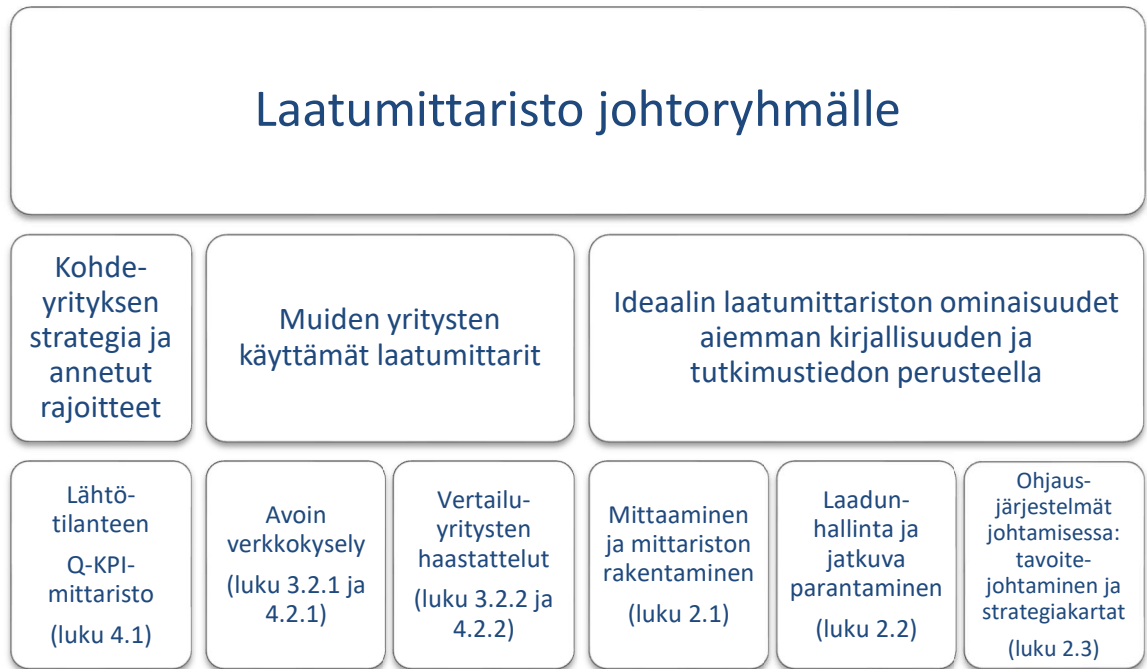 Laatumittaristo johtoryhmälle
Kohde-
yrityksen
strategia ja
annetut
rajoitteet
Muiden yritysten
käyttämät laatumittarit
Ideaalin laatumittariston ominaisuudet
aiemman kirjallisuuden ja
tutkimustiedon perusteella
Lähtö-
tilanteen
Q-KPI-
mittaristo
(luku 4.1)
Avoin
verkkokysely
(luku 3.2.1 ja
4.2.1)
Vertailu-
yritysten
haastattelut
(luku 3.2.2 ja
4.2.2)
Mittaaminen
ja mittariston
rakentaminen
(luku 2.1)
Laadun-
hallinta ja
jatkuva
parantaminen
(luku 2.2)
Ohjaus-
järjestelmät
johtamisessa:
tavoite-
johtaminen ja
strategiakartat
(luku 2.3)